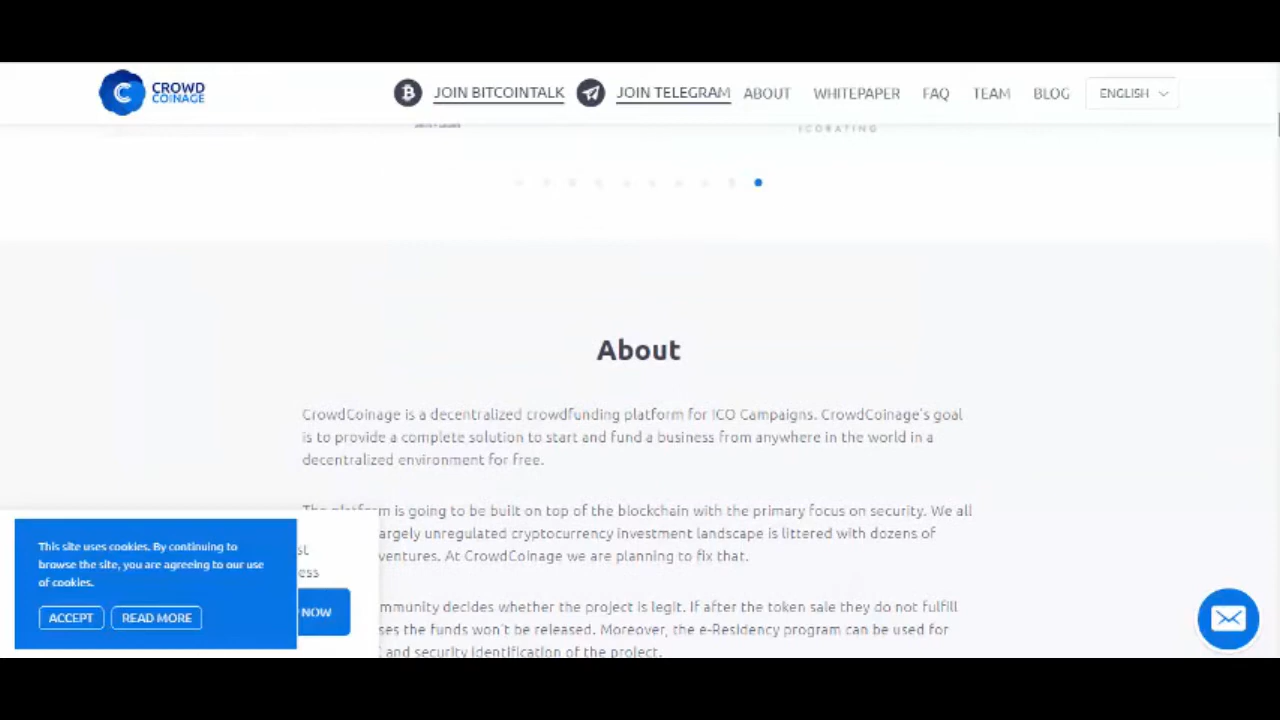 CROWD
COINAGE
JOIN BITCOINTALK
JOIN TELEGRAM
ABOUT
WHITEPAPER
FAQ
TEAM
BLOG
ENGLISH
ICORATING
About
CrowdCoinage is a decentralized crowdfunding platform for ICO Campaigns. CrowdCoinage's goal
is to provide a complete solution to start and fund a business from anywhere in the world in a
decentralized environment for free.
The platform is going to be built on top of the blockchain with the primary focus on security. We all
argely unregulated cryptocurrency investment landscape is littered with dozens of
ventures. At CrowdCoinage we are planning to fix that.
mmunity decides whether the project is legit. If after the token sale they do not fulfill
ses the funds won't be released. Moreover, the e-Residency program can be used for
and security identification of the project.
This site uses cookies. By continuing to
browse the site, you are agreeing to our use
of cookies.
ACCEPT
READ MORE
st
ess
NOW